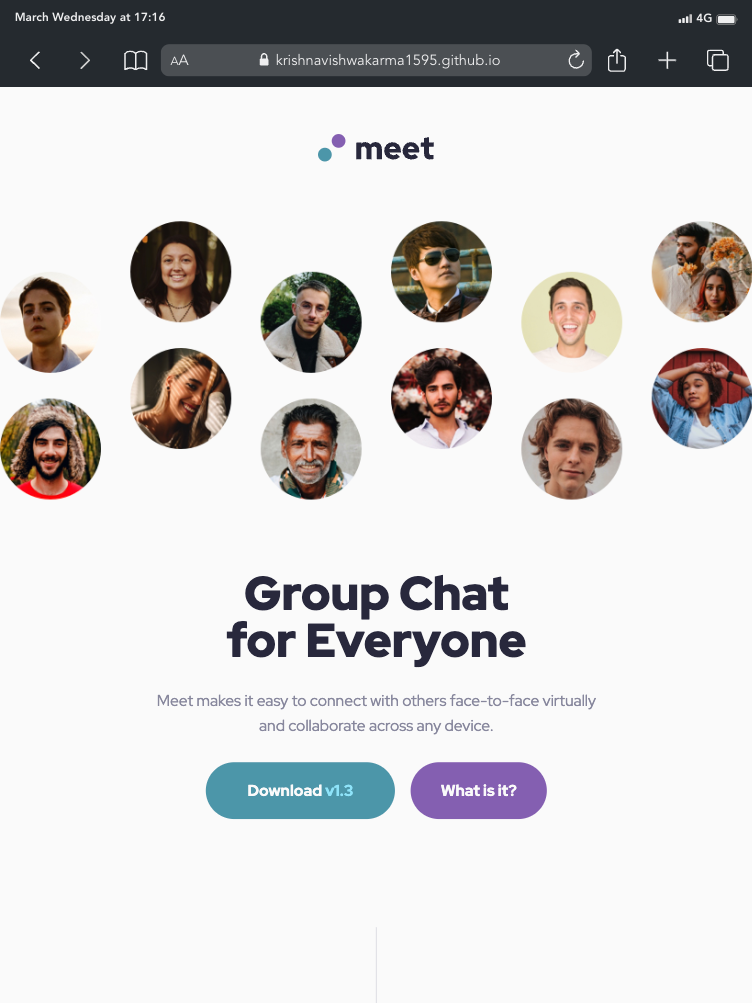 March Wednesday at 17:16
4G
AA
krishnavishwakarma1595.github.io
meet
Group Chat
for Everyone
Meet makes it easy to connect with others face-to-face virtually
and collaborate across any device.
Download v1.3
What is it?